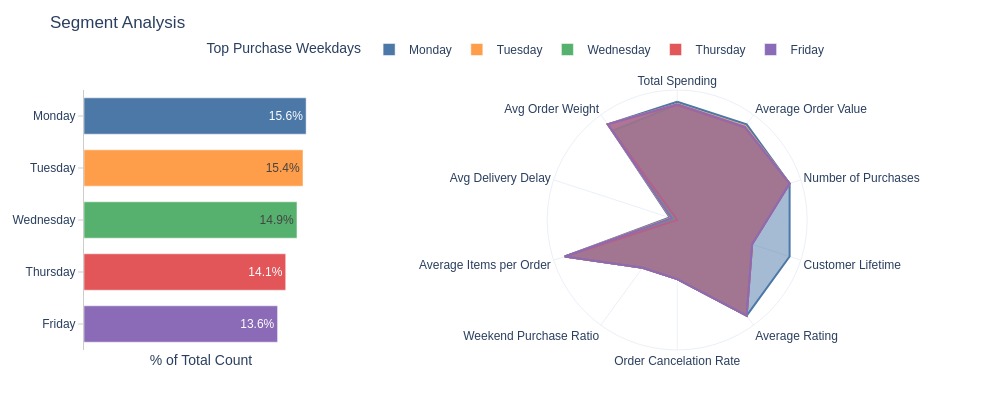 Segment Analysis
Top Purchase Weekdays
Monday
Tuesday
Wednesday
Thursday
Friday
Monday
15.6%
Tuesday
15.4%
Wednesday
14.9%
Thursday
14.1%
Friday
13.6%
% of Total Count
Total Spending
Average Order Value
Number of Purchases
Customer Lifetime
Average Rating
Order Cancelation Rate
Weekend Purchase Ratio
Average Items per Order
Avg Delivery Delay
Avg Order Weight